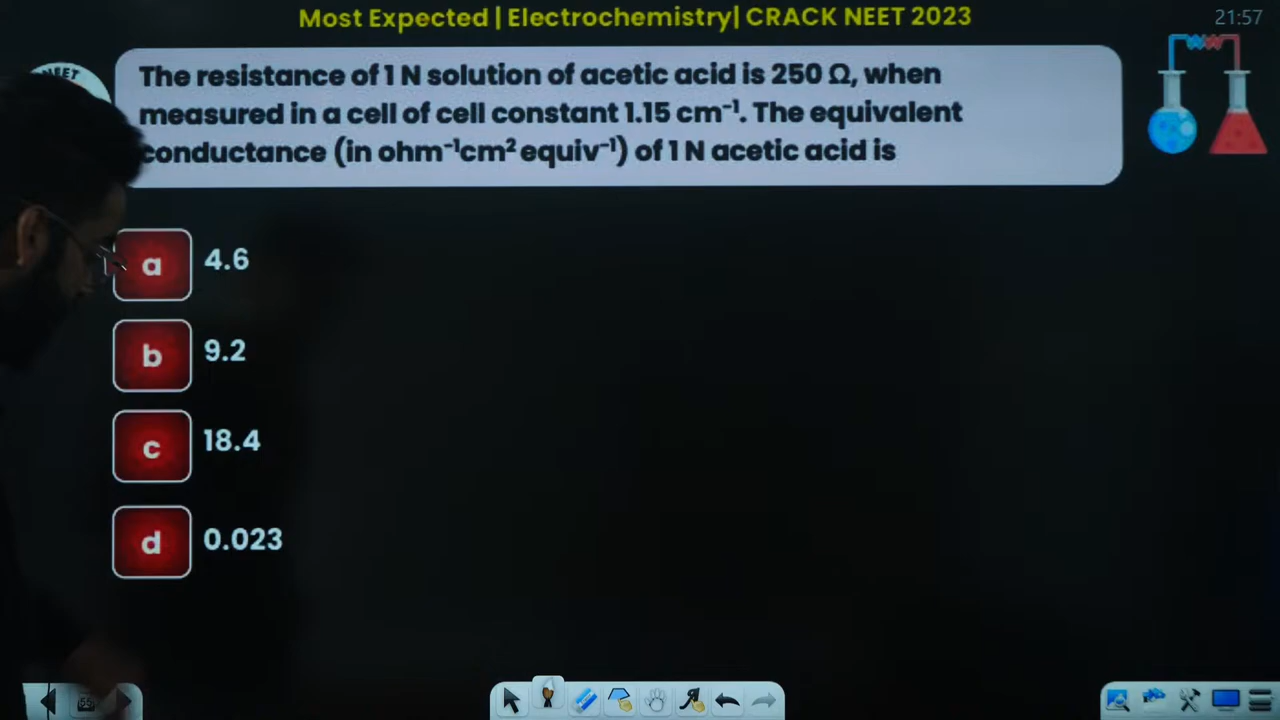 Most Expected | Electrochemistry| CRACK NEET 2023
21:57
NEET
The resistance of 1 N solution of acetic acid is 250 Ω, when
measured in a cell of cell constant 1.15 cm⁻¹. The equivalent
conductance (in ohm⁻¹cm² equiv⁻¹) of 1 N acetic acid is
a 4.6
b 9.2
c 18.4
d 0.023